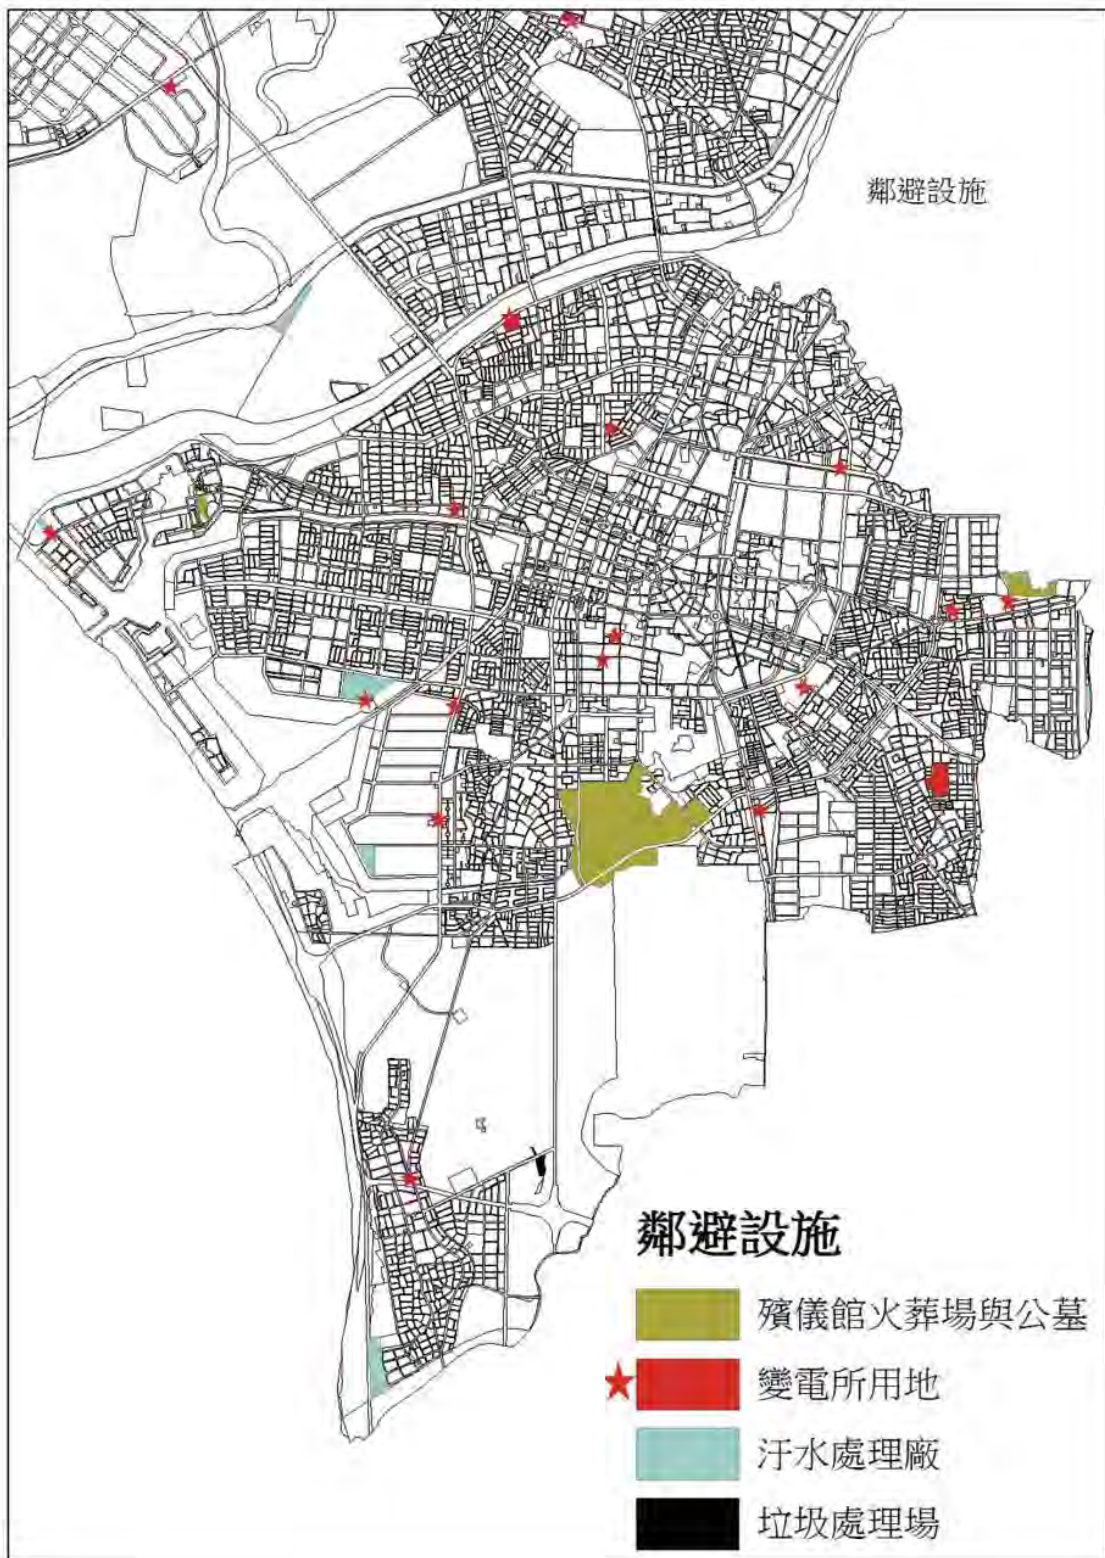 鄰避設施
鄰避設施
殯儀館火葬場與公墓
變電所用地
汙水處理廠
垃圾處理場